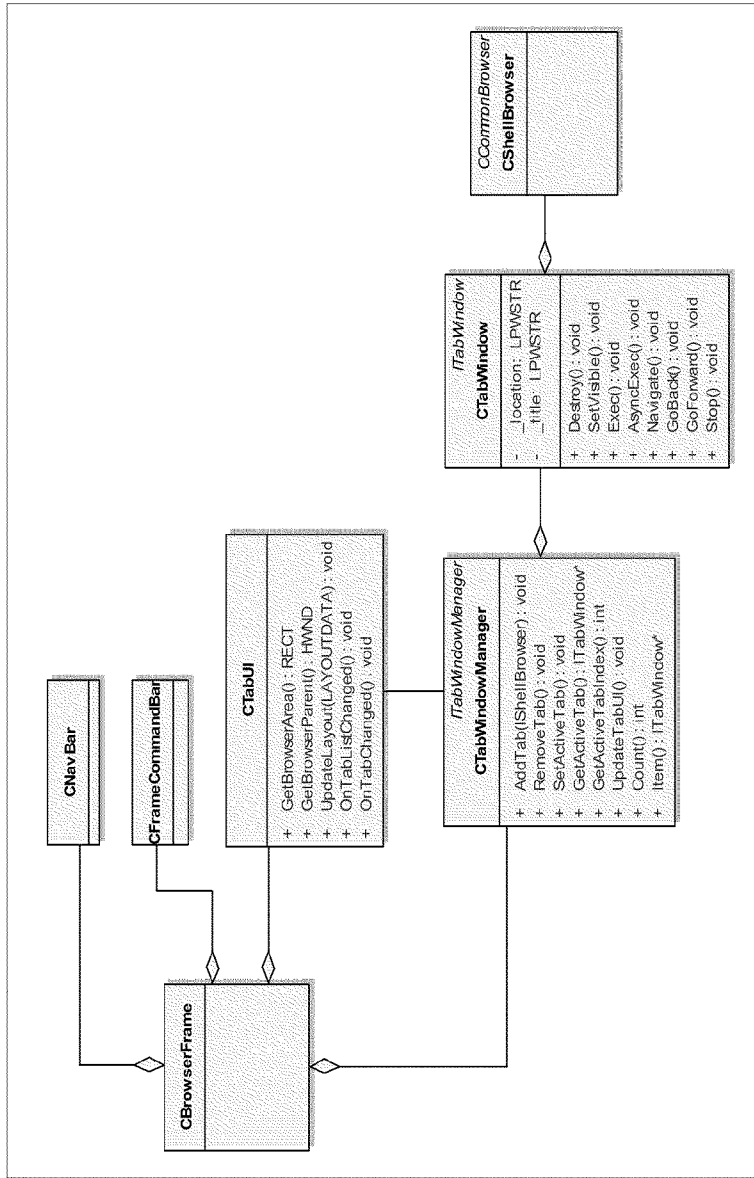 CBrowserFrame
CNavBar
CFrameCommandBar
CTabUI
+ GetBrowserArea() : RECT
+ GetBrowserParent() : HWND
+ UpdateLayout(LAYOUTDATA) : void
+ OnTabListChanged() : void
+ OnTabChanged() : void
ITabWindowManager
CTabWindowManager
+ AddTab(IShellBrowser) : void
+ RemoveTab() : void
+ SetActiveTab() : void
+ GetActiveTab() : ITabWindow*
+ GetActiveTabIndex() : int
+ UpdateTabUI() : void
+ Count() : int
+ Item() : ITabWindow*
ITabWindow
CTabWindow
- _location: LPWSTR
- _title: LPWSTR
+ Destroy() : void
+ SetVisible() : void
+ Exec() : void
+ AsyncExec() : void
+ Navigate() : void
+ GoBack() : void
+ GoForward() : void
+ Stop() : void
CCommonBrowser
CShellBrowser